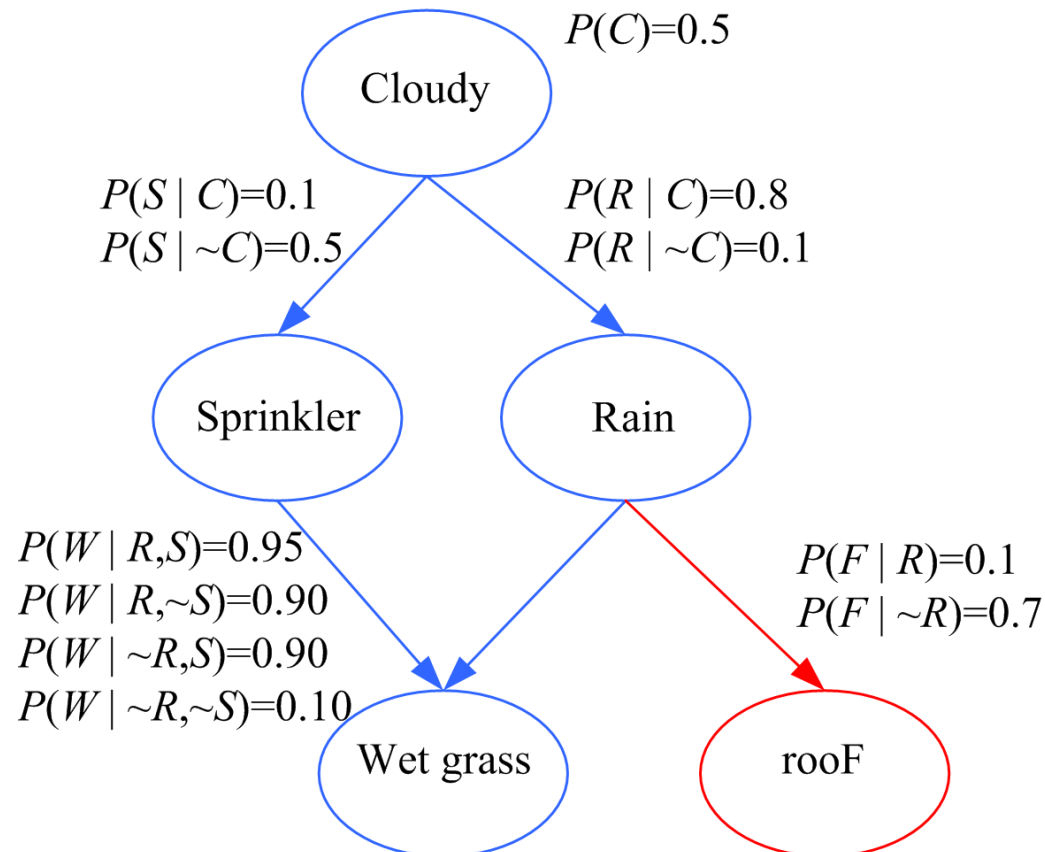 P(C)=0.5
Cloudy
P(S | C)=0.1
P(S | ~C)=0.5
P(R | C)=0.8
P(R | ~C)=0.1
Sprinkler
Rain
P(W | R,S)=0.95
P(W | R,~S)=0.90
P(W | ~R,S)=0.90
P(W | ~R,~S)=0.10
P(F | R)=0.1
P(F | ~R)=0.7
Wet grass
rooF